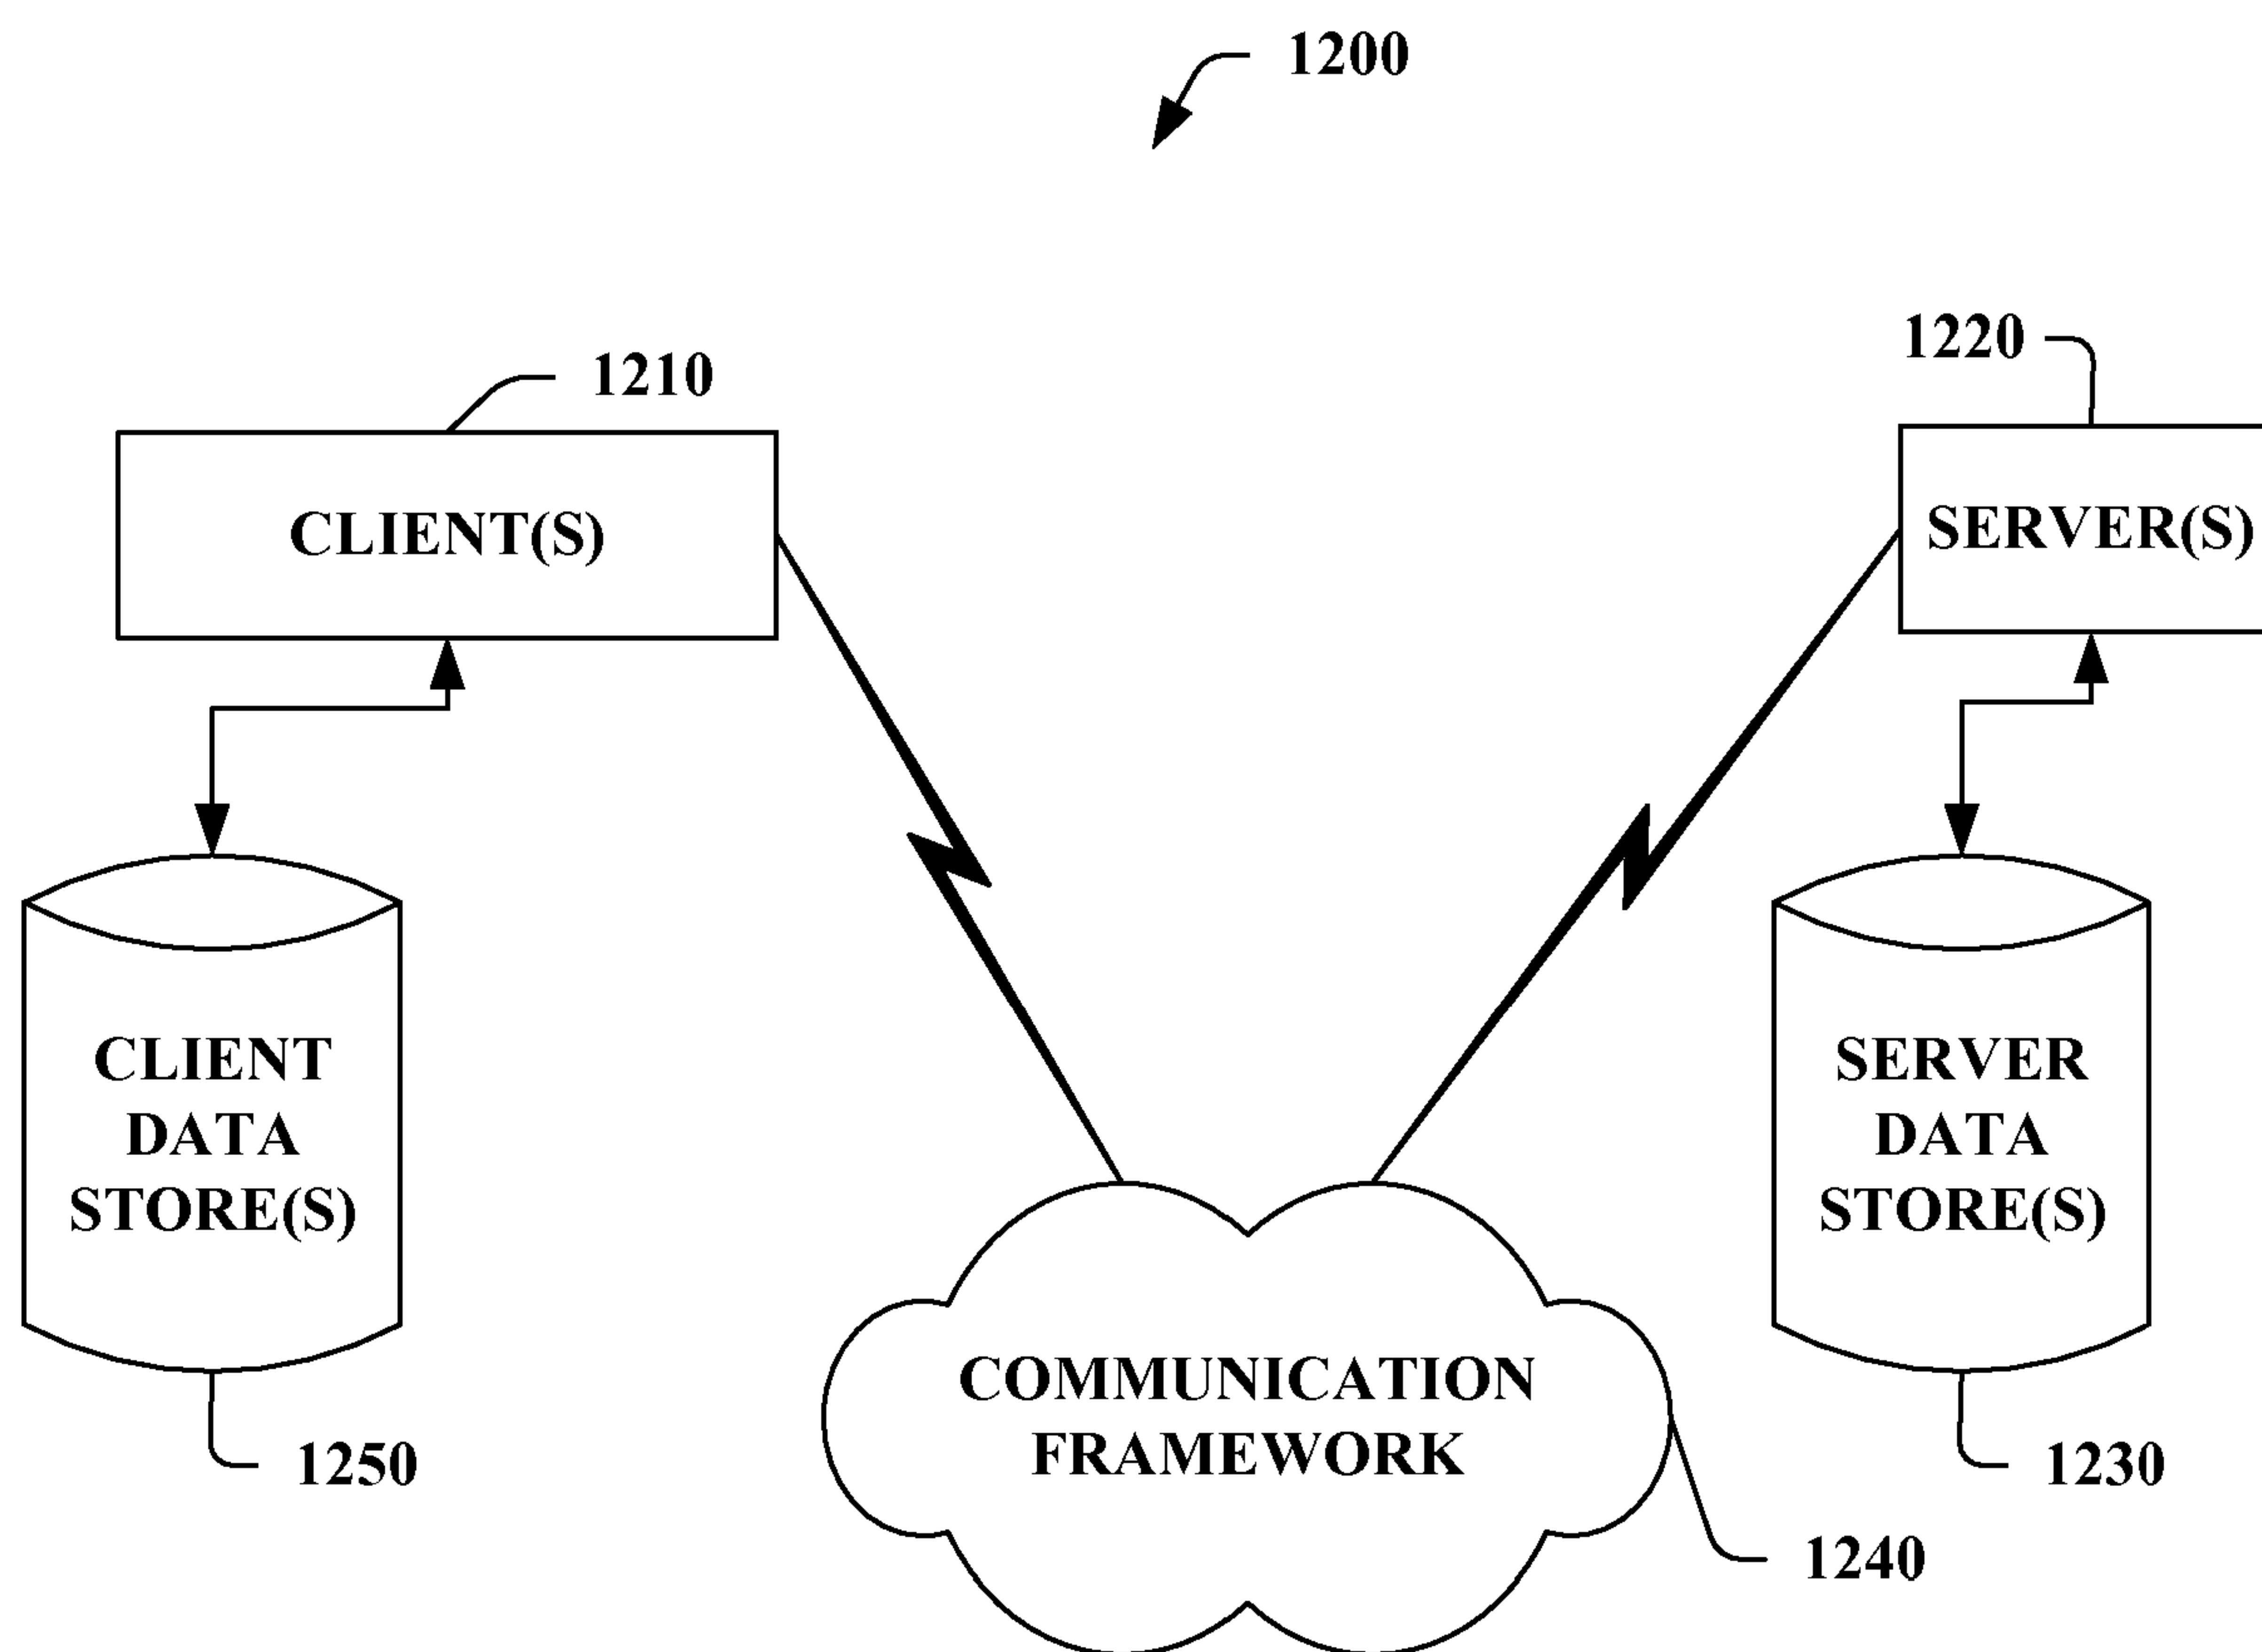 1200
1210
1220
CLIENT(S)
SERVER(S)
CLIENT
DATA
STORE(S)
SERVER
DATA
STORE(S)
COMMUNICATION
FRAMEWORK
1250
1230
1240